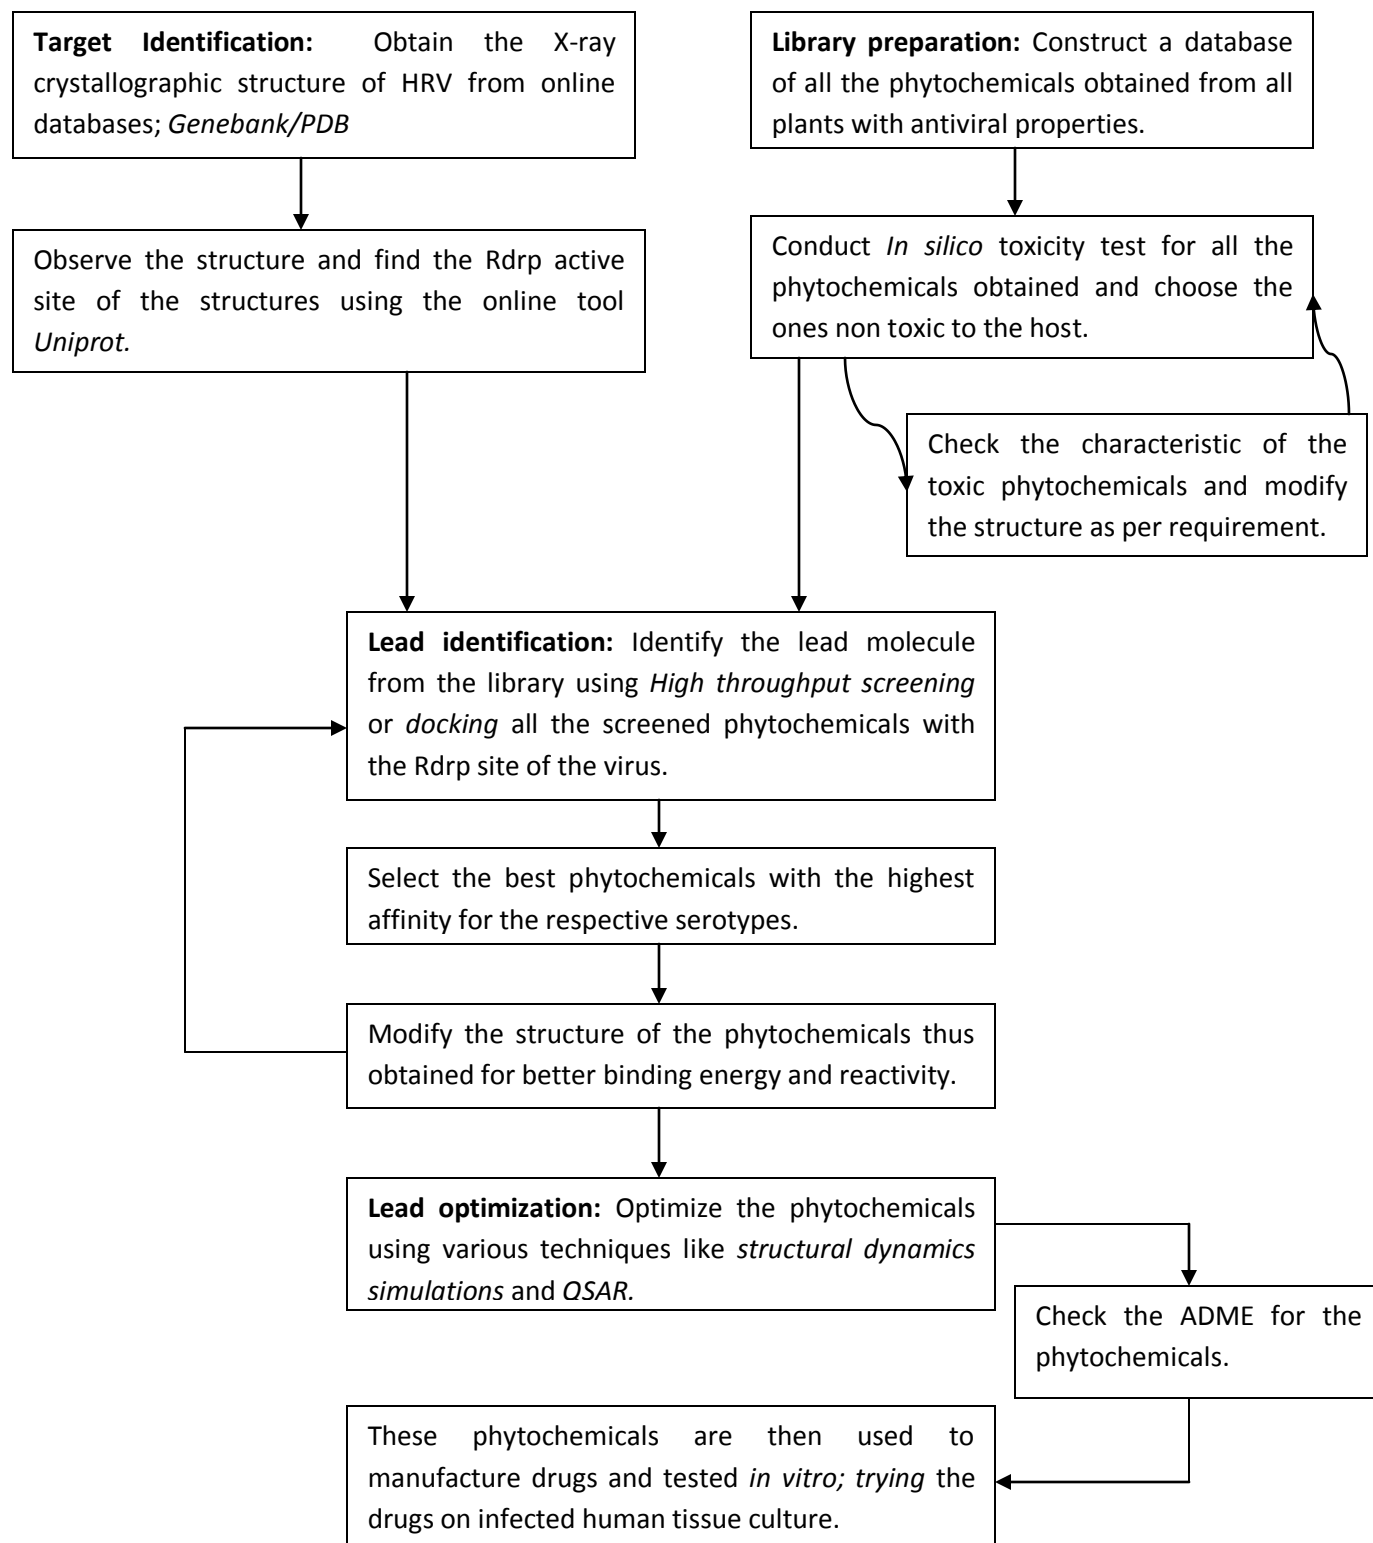 Target Identification: Obtain the X-ray
crystallographic structure of HRV from online
databases; Genebank/PDB
Library preparation: Construct a database
of all the phytochemicals obtained from all
plants with antiviral properties.
Observe the structure and find the Rdrp active
site of the structures using the online tool
Uniprot.
Conduct In silico toxicity test for all the
phytochemicals obtained and choose the
ones non toxic to the host.
Check the characteristic of the
toxic phytochemicals and modify
the structure as per requirement.
Lead identification: Identify the lead molecule
from the library using High throughput screening
or docking all the screened phytochemicals with
the Rdrp site of the virus.
Select the best phytochemicals with the highest
affinity for the respective serotypes.
Modify the structure of the phytochemicals thus
obtained for better binding energy and reactivity.
Lead optimization: Optimize the phytochemicals
using various techniques like structural dynamics
simulations and QSAR.
Check the ADME for the
phytochemicals.
These phytochemicals are then used to
manufacture drugs and tested in vitro; trying the
drugs on infected human tissue culture.